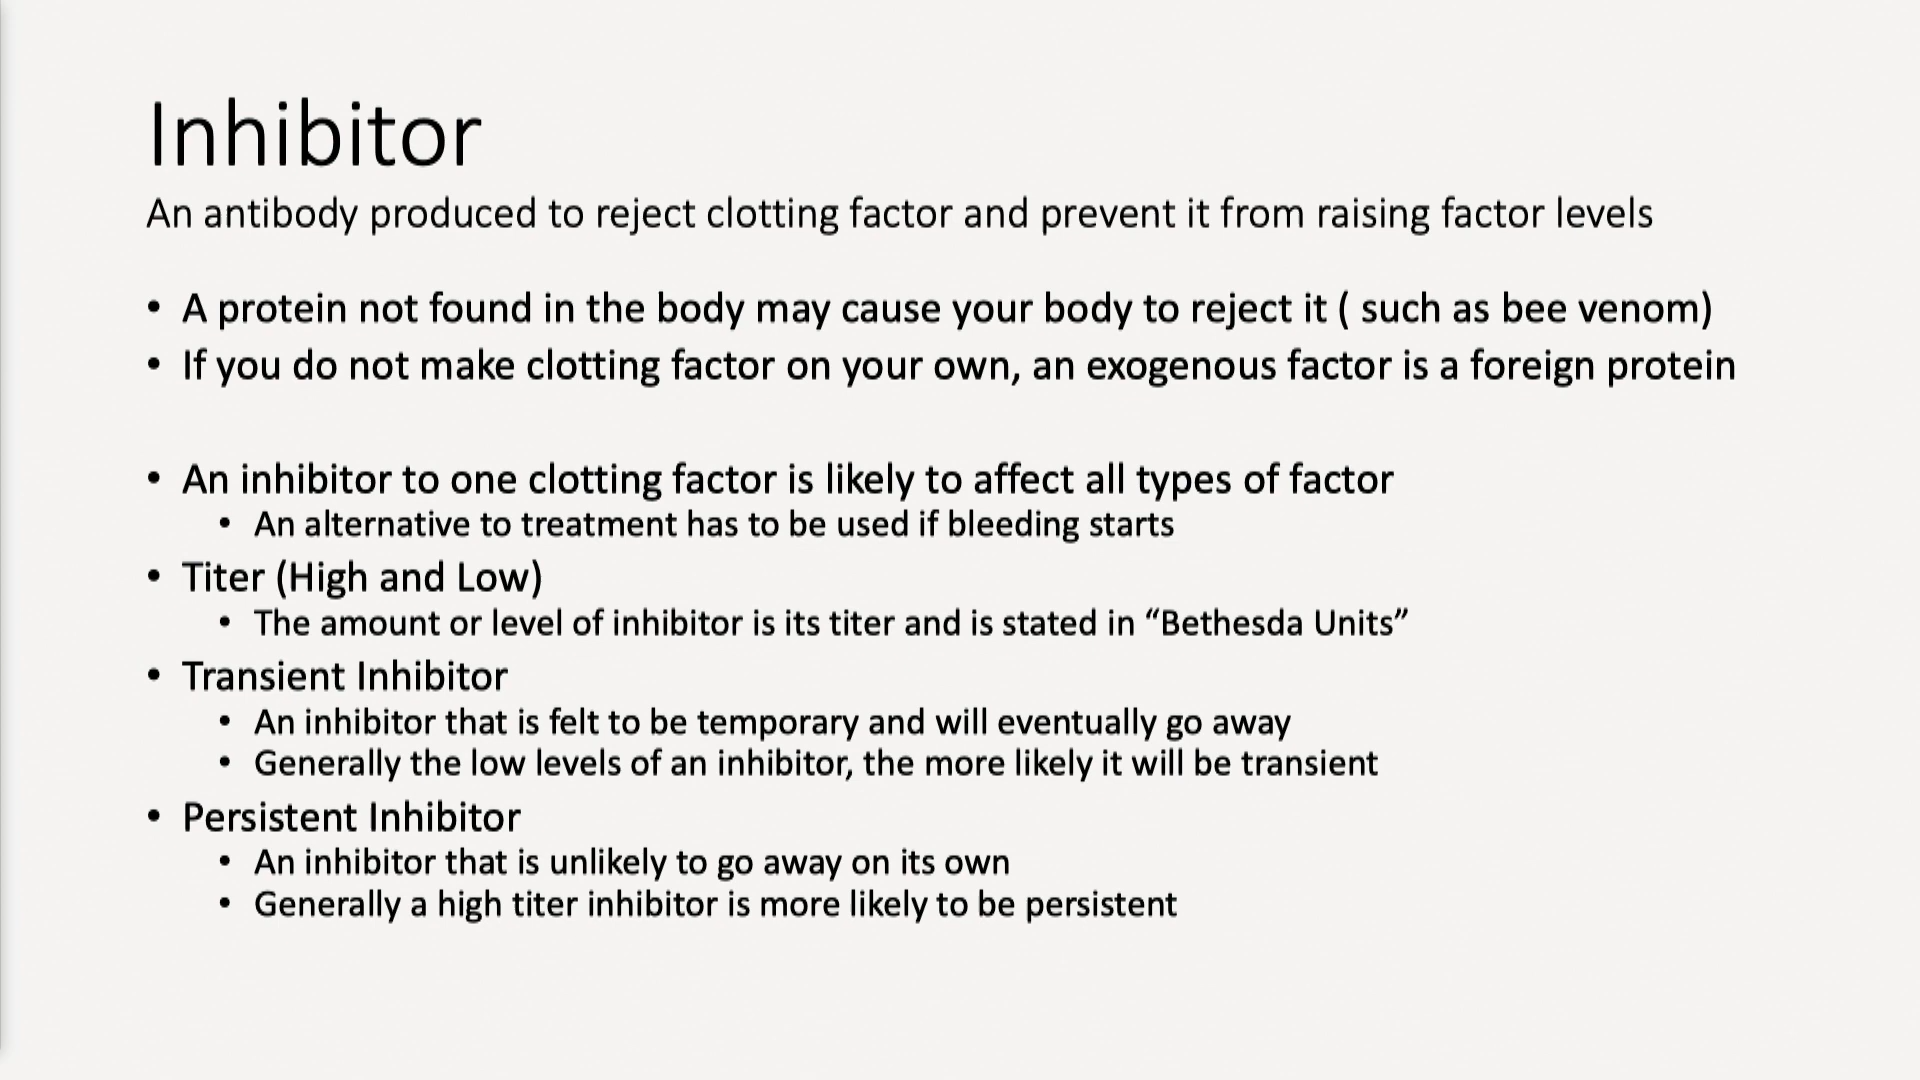 Inhibitor
An antibody produced to reject clotting factor and prevent it from raising factor levels
• A protein not found in the body may cause your body to reject it ( such as bee venom)
• If you do not make clotting factor on your own, an exogenous factor is a foreign protein
• An inhibitor to one clotting factor is likely to affect all types of factor
• An alternative to treatment has to be used if bleeding starts
• Titer (High and Low)
• The amount or level of inhibitor is its titer and is stated in “Bethesda Units”
• Transient Inhibitor
• An inhibitor that is felt to be temporary and will eventually go away
• Generally the low levels of an inhibitor, the more likely it will be transient
• Persistent Inhibitor
• An inhibitor that is unlikely to go away on its own
• Generally a high titer inhibitor is more likely to be persistent